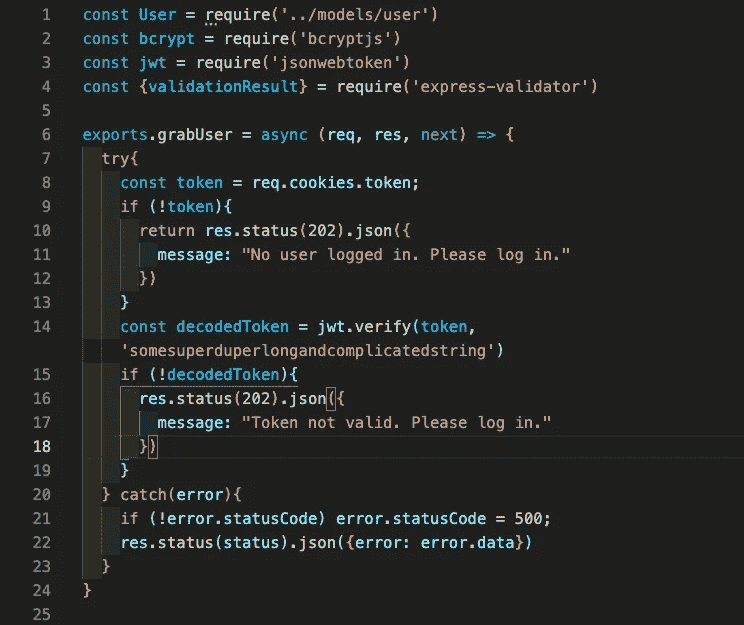 1 const User = require('../models/user')
2 const bcrypt = require('bcryptjs')
3 const jwt = require('jsonwebtoken')
4 const {validationResult} = require('express-validator')
5
6 exports.grabUser = async (req, res, next) => {
7 try{
8 const token = req.cookies.token;
9 if (!token){
10 return res.status(202).json({
11 message: "No user logged in. Please log in."
12 })
13 }
14 const decodedToken = jwt.verify(token,
'somesuperduperlongandcomplicatedstring')
15 if (!decodedToken){
16 res.status(202).json({
17 message: "Token not valid. Please log in."
18 })
19 }
20 } catch(error){
21 if (!error.statusCode) error.statusCode = 500;
22 res.status(status).json({error: error.data})
23 }
24 }
25